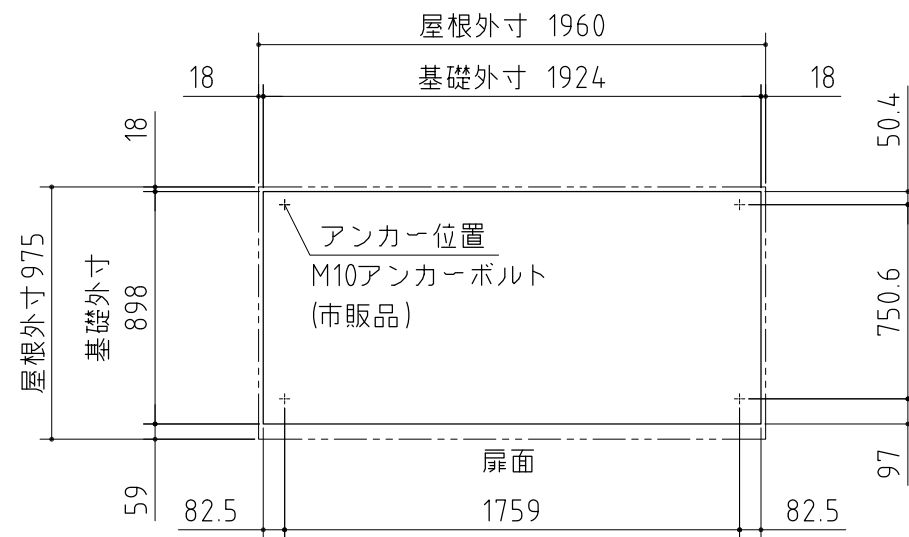 屋根外寸 1960
18
基礎外寸 1924
18
18
50.4
屋根外寸975
基礎外寸
898
アンカー位置
M10アンカーボルト
(市販品)
750.6
扉面
59
97
82.5
1759
82.5